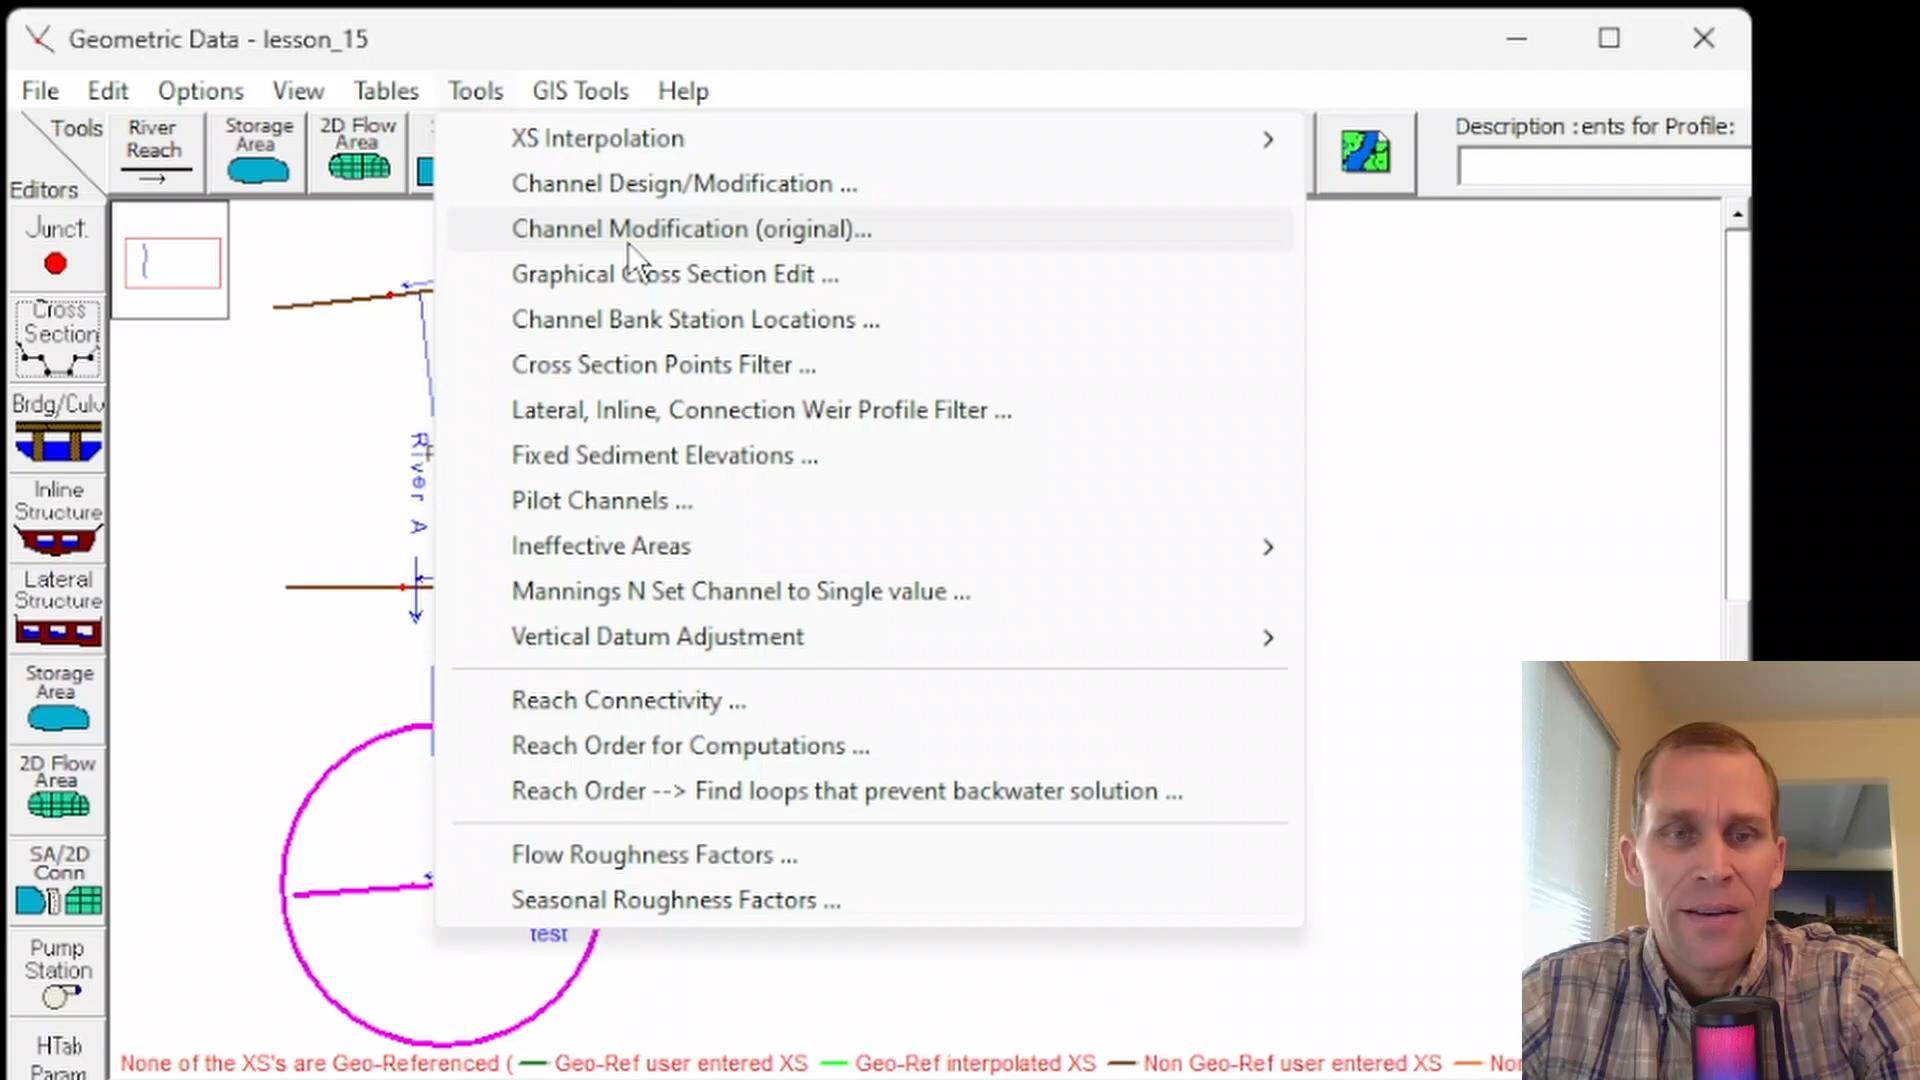 Geometric Data - lesson_15
File Edit Options View Tables Tools GIS Tools Help
Tools
Editors
River
Reach
Storage
Area
2D Flow
Area
Description :ents for Profile:
XS Interpolation
Channel Design/Modification ...
Channel Modification (original)...
Graphical Cross Section Edit ...
Channel Bank Station Locations ...
Cross Section Points Filter ...
Lateral, Inline, Connection Weir Profile Filter ...
Fixed Sediment Elevations ...
Pilot Channels ...
Ineffective Areas
Mannings N Set Channel to Single value ...
Vertical Datum Adjustment
Reach Connectivity ...
Reach Order for Computations ...
Reach Order --> Find loops that prevent backwater solution ...
Flow Roughness Factors ...
Seasonal Roughness Factors ...
Junct.
Cross
Section
Brdg/Culv
Inline
Structure
Lateral
Structure
Storage
Area
2D Flow
Area
SA/2D
Conn
Pump
Station
HTab
Param
River A
test
None of the XS's are Geo-Referenced ( Geo-Ref user entered XS Geo-Ref interpolated XS Non Geo-Ref user entered XS